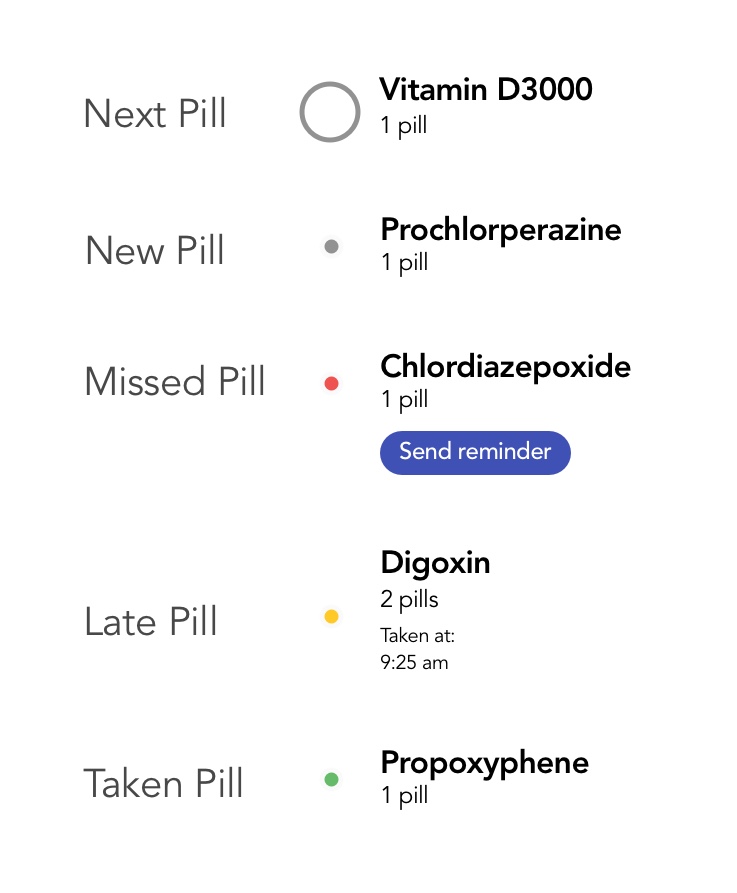 Next Pill
Vitamin D3000
1 pill
New Pill
Prochlorperazine
1 pill
Missed Pill
Chlordiazepoxide
1 pill
Send reminder
Late Pill
Digoxin
2 pills
Taken at:
9:25 am
Taken Pill
Propoxyphene
1 pill